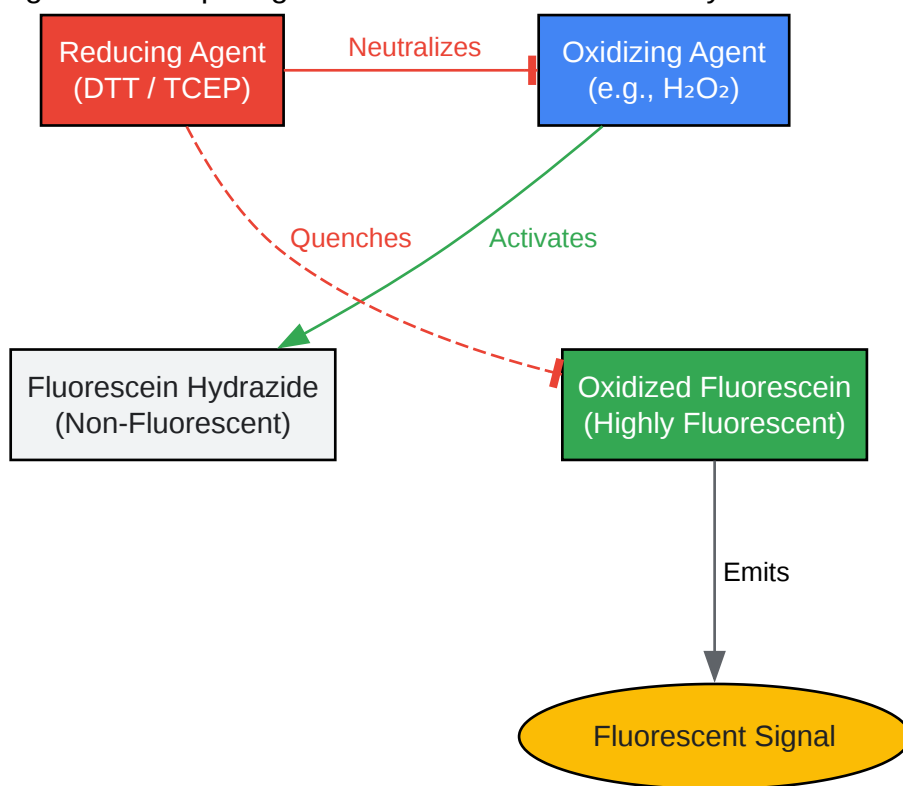 Reducing Agent
(DTT / TCEP)
Neutralizes
Oxidizing Agent
(e.g., H₂O₂)
Quenches
Activates
Fluorescein Hydrazide
(Non-Fluorescent)
Oxidized Fluorescein
(Highly Fluorescent)
Emits
Fluorescent Signal